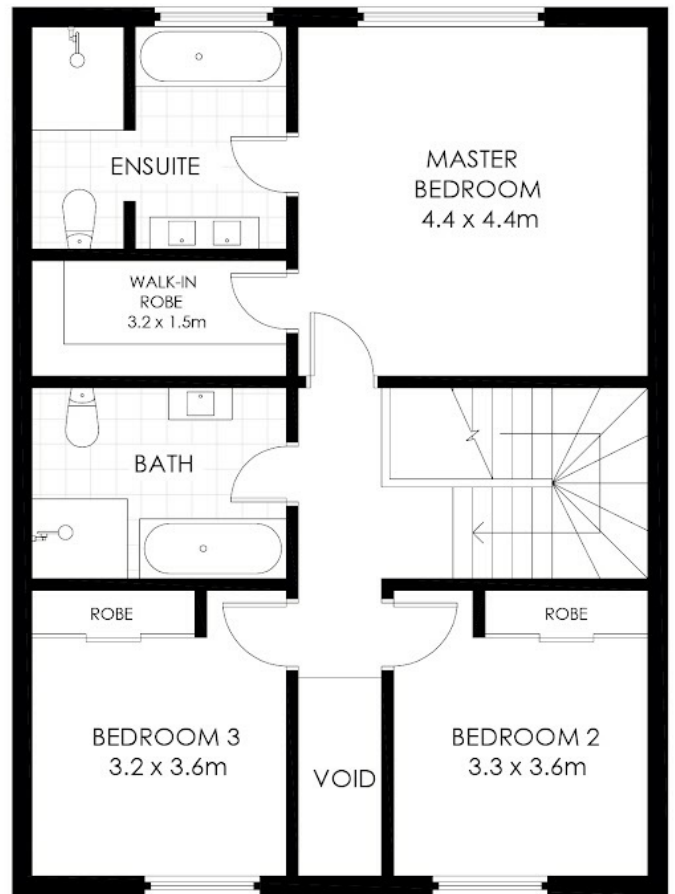 ENSUITE
MASTER
BEDROOM
4.4 x 4.4m
WALK-IN
ROBE
3.2 x 1.5m
BATH
ROBE
ROBE
BEDROOM 3
3.2 x 3.6m
VOID
BEDROOM 2
3.3 x 3.6m